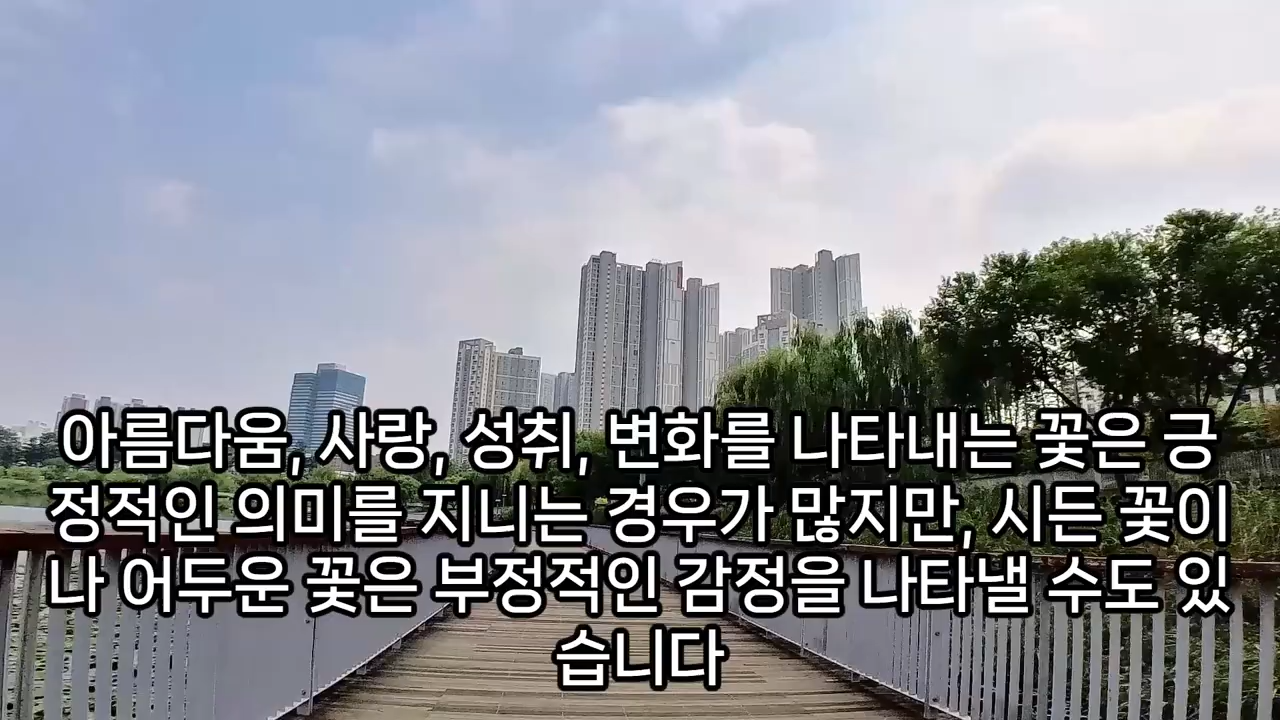 아름다움, 사랑, 성취, 변화를 나타내는 꽃은 긍
정적인 의미를 지니는 경우가 많지만, 시든 꽃이
나 어두운 꽃은 부정적인 감정을 나타낼 수도 있
습니다